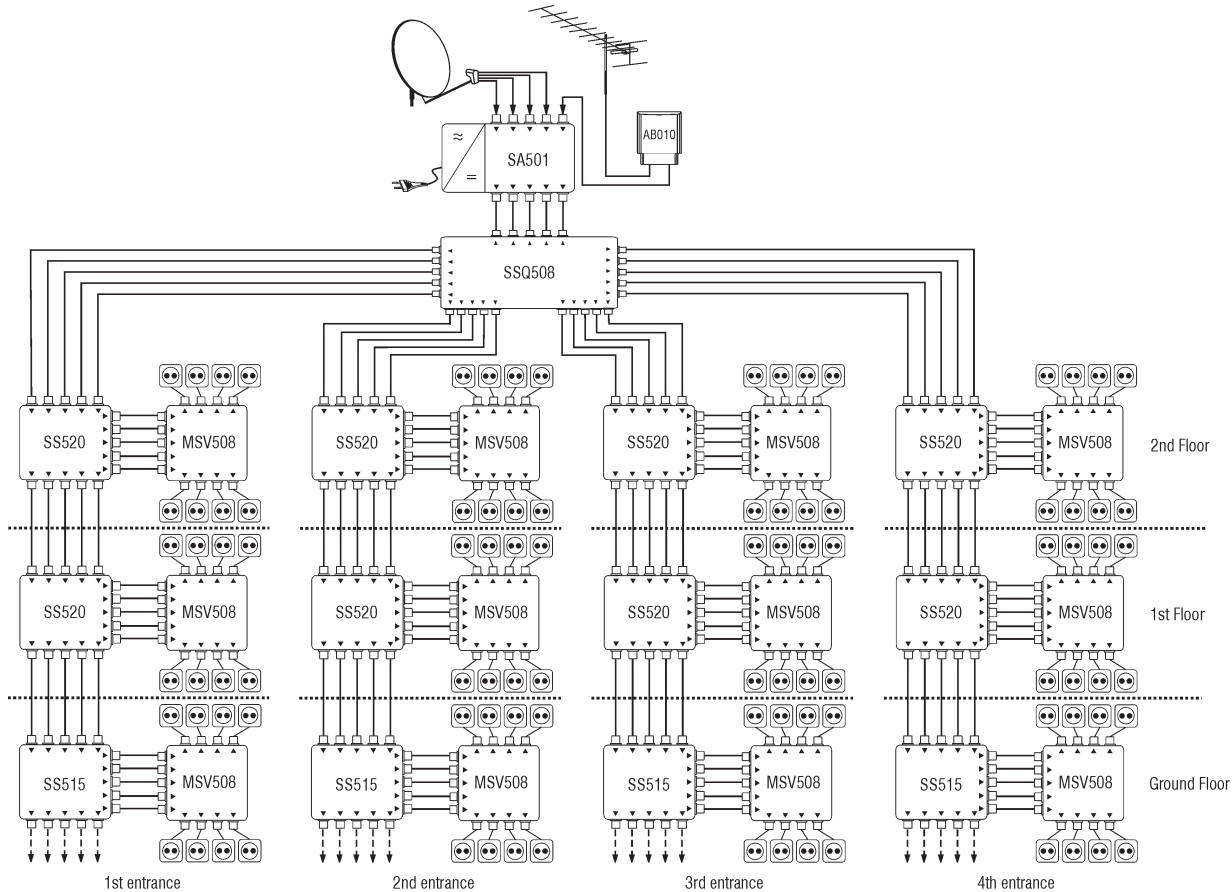 AB010
SA501
≈
=
SSQ508
SS520 MSV508 SS520 MSV508 SS520 MSV508 SS520 MSV508 2nd Floor
SS520 MSV508 SS520 MSV508 SS520 MSV508 SS520 MSV508 1st Floor
SS515 MSV508 SS515 MSV508 SS515 MSV508 SS515 MSV508 Ground Floor
1st entrance 2nd entrance 3rd entrance 4th entrance